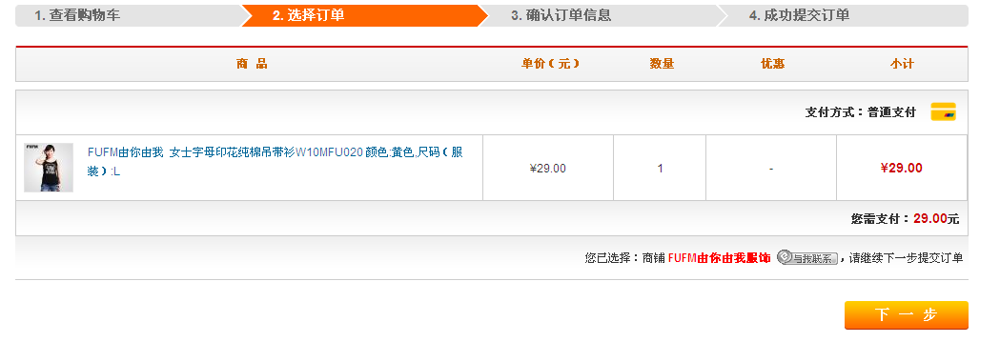 1. 查看购物车
2. 选择订单
3. 确认订单信息
4. 成功提交订单
商 品
单价（元）
数量
优惠
小计
支付方式：普通支付
FUFM
FUFM由你由我 女士字母印花纯棉吊带衫W10MFU020 颜色:黄色,尺码（服
装）:L
¥29.00
1
-
¥29.00
您需支付：29.00元
您已选择：商铺 FUFM由你由我服饰 与我联系，请继续下一步提交订单
下 一 步